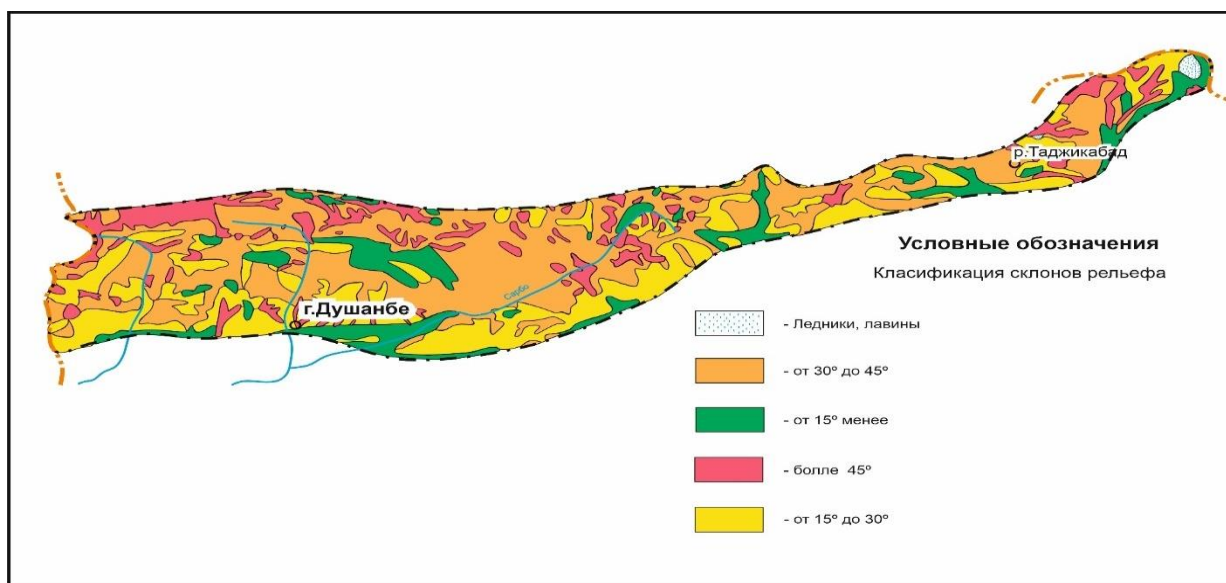 р.Таджикабад
Условные обозначения
Класификация склонов рельефа
Сарбо
г.Душанбе
- Ледники, лавины
- от 30º до 45º
- от 15º менее
- болле 45º
- от 15º до 30º